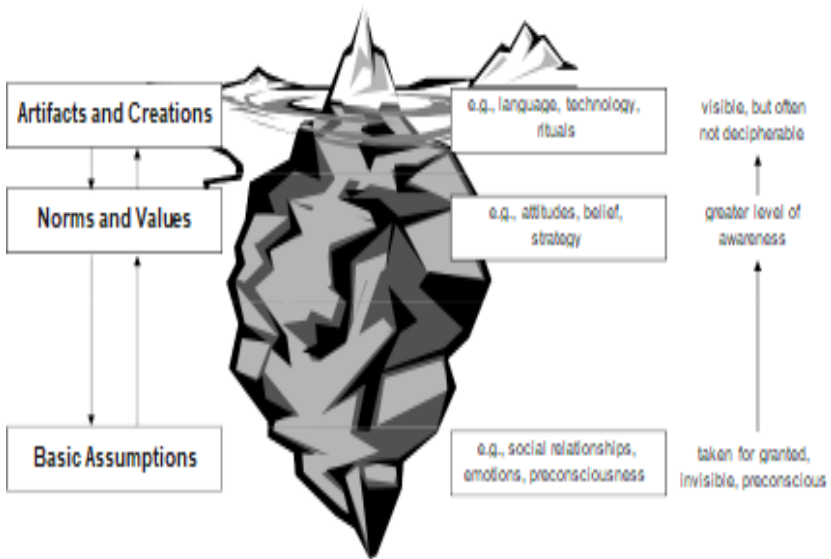 Artifacts and Creations
e.g., language, technology,
rituals
visible, but often
not decipherable
Norms and Values
e.g., attitudes, belief,
strategy
greater level of
awareness
Basic Assumptions
e.g., social relationships,
emotions, preconsciousness
taken for granted,
invisible, preconscious